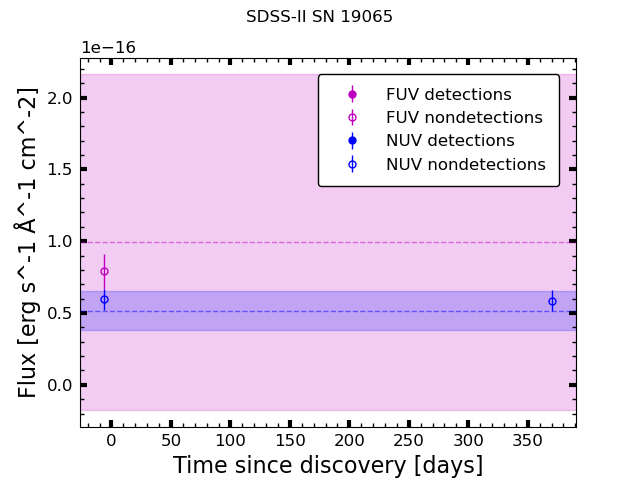 SDSS-II SN 19065
1e−16
FUV detections
FUV nondetections
NUV detections
NUV nondetections
2.0
1.5
1.0
0.5
0.0
Flux [erg s^-1 Å^-1 cm^-2]
0 50 100 150 200 250 300 350
Time since discovery [days]